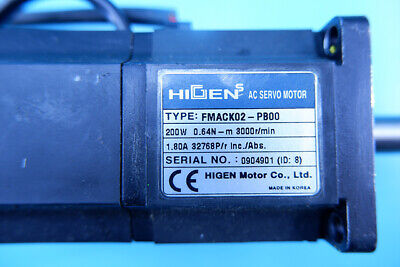 HIGEN S AC SERVO MOTOR
TYPE: FMACK02-PB00
200W 0.64N-m 3000r/min
1.80A 32768P/r Inc./Abs.
SERIAL NO.: 0904901 (ID: 8)
CE HIGEN Motor Co., Ltd.
MADE IN KOREA